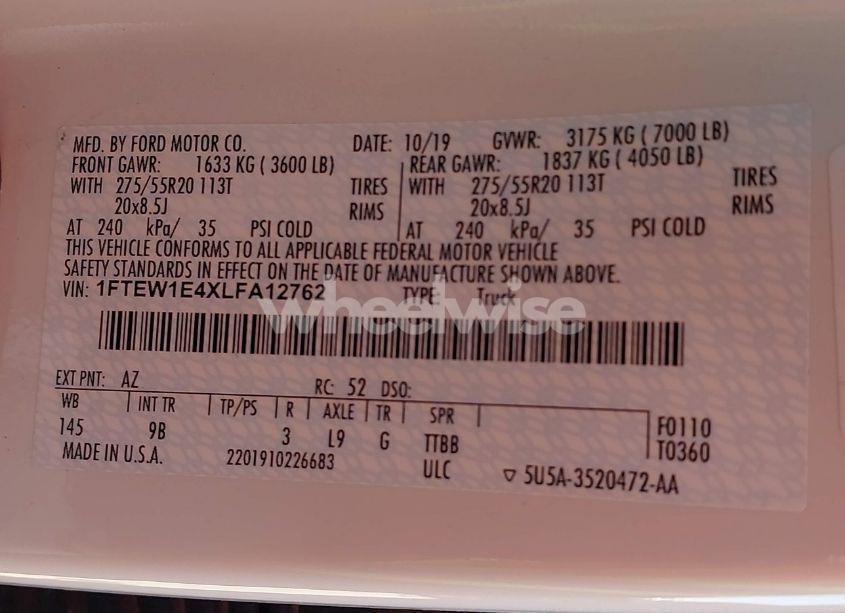 MFD. BY FORD MOTOR CO. DATE: 10/19 GVWR: 3175 KG ( 7000 LB)
FRONT GAWR: 1633 KG ( 3600 LB) REAR GAWR: 1837 KG ( 4050 LB)
WITH 275/55R20 113T TIRES WITH 275/55R20 113T TIRES
20x8.5J RIMS 20x8.5J RIMS
AT 240 kPa/ 35 PSI COLD AT 240 kPa/ 35 PSI COLD
THIS VEHICLE CONFORMS TO ALL APPLICABLE FEDERAL MOTOR VEHICLE
SAFETY STANDARDS IN EFFECT ON THE DATE OF MANUFACTURE SHOWN ABOVE.
VIN: 1FTEW1E4XLFA12762 TYPE: Truck
wheelwise
EXT PNT: AZ RC: 52 DSO:
WB INT TR TP/PS R AXLE TR SPR F0110
145 9B 3 L9 G TTBB T0360
MADE IN U.S.A. 2201910226683 ULC ▽ 5U5A-3520472-AA